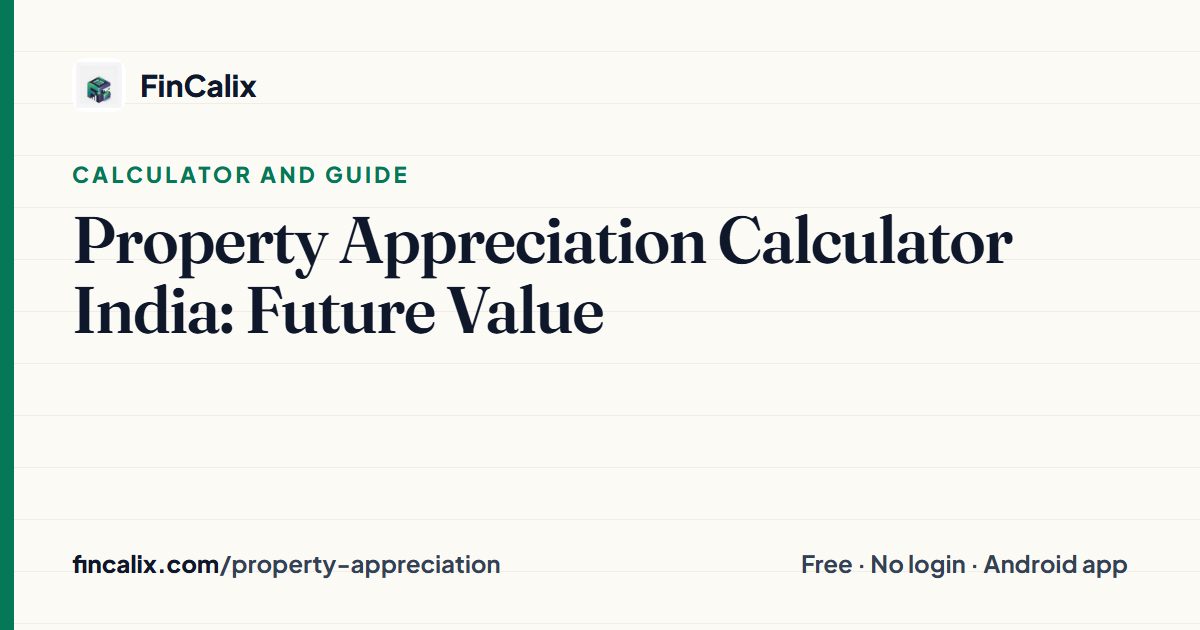 FinCalix
CALCULATOR AND GUIDE
Property Appreciation Calculator
India: Future Value
fincalix.com/property-appreciation
Free · No login · Android app